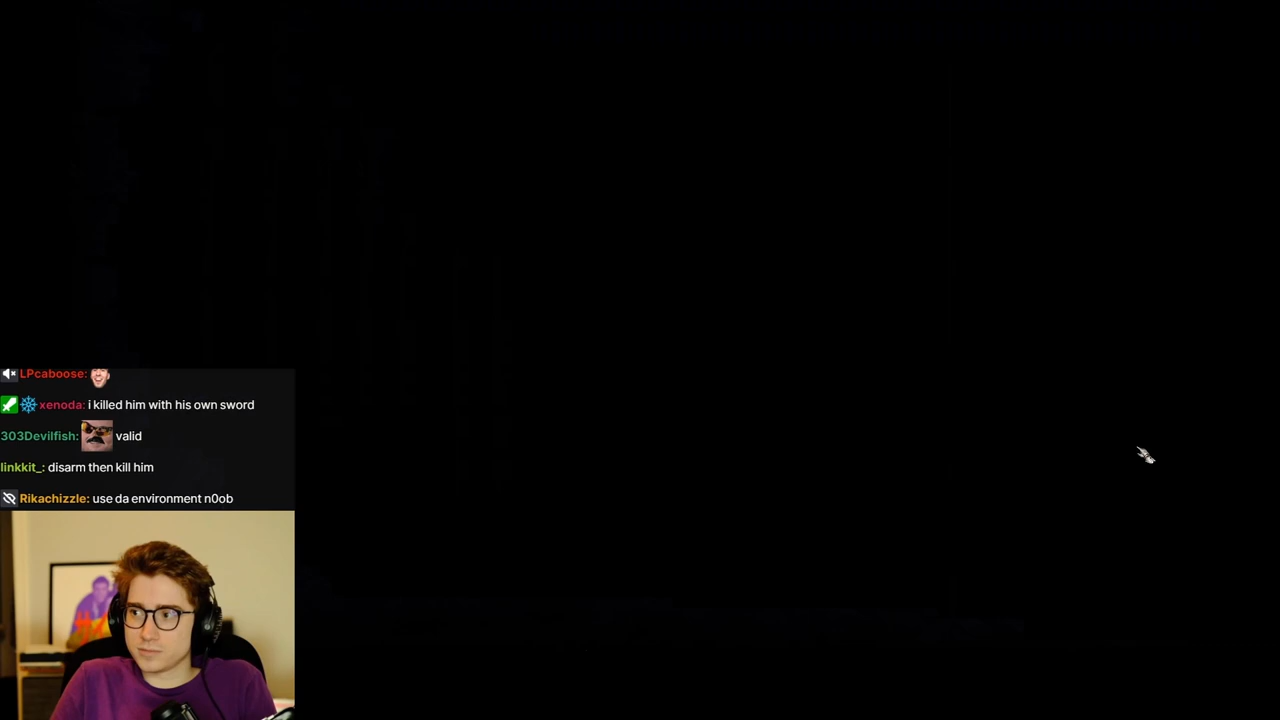 LPcaboose:
xenoda: i killed him with his own sword
303Devilfish: valid
linkkit_: disarm then kill him
Rikachizzle: use da environment n0ob